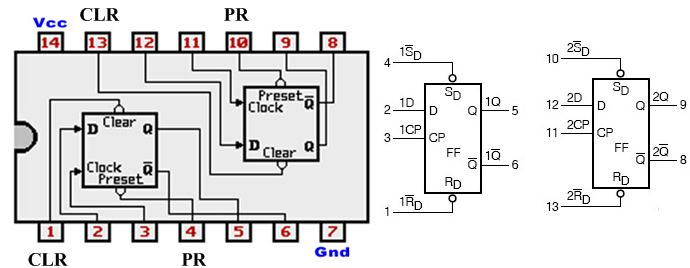 CLR PR
Vcc
14 13 12 11 10 9 8
Preset
Clock Q̅
D Q
Clear
Clear
D Q
Clock Q̅
Preset
1 2 3 4 5 6 7
CLR PR Gnd
4 1S̅D
SD
2 1D D Q 1Q 5
3 1CP CP
FF
Q̅ 1Q̅ 6
RD
1 1R̅D
10 2S̅D
SD
12 2D D Q 2Q 9
11 2CP CP
FF
Q̅ 2Q̅ 8
RD
13 2R̅D